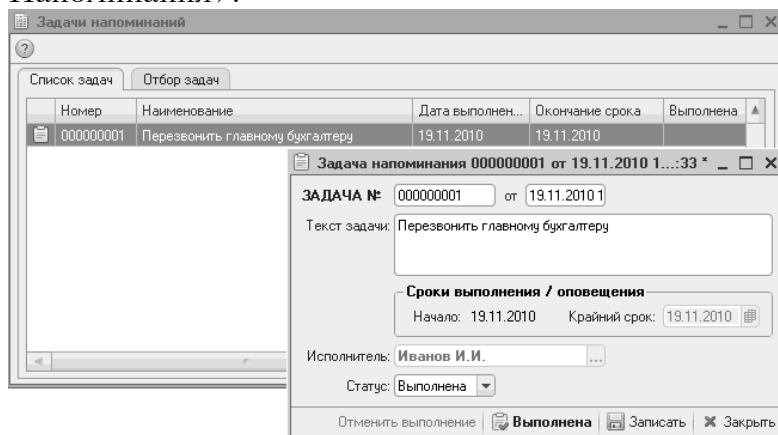 Задачи напоминаний
Список задач Отбор задач
Номер Наименование Дата выполнен... Окончание срока Выполнена
000000001 Перезвонить главному бухгалтеру 19.11.2010 19.11.2010
Задача напоминания 000000001 от 19.11.2010 1...:33 *
ЗАДАЧА № 000000001 от 19.11.2010 1
Текст задачи: Перезвонить главному бухгалтеру
Сроки выполнения / оповещения
Начало: 19.11.2010 Крайний срок: 19.11.2010
Исполнитель: Иванов И.И. ...
Статус: Выполнена
Отменить выполнение Выполнена Записать Закрыть